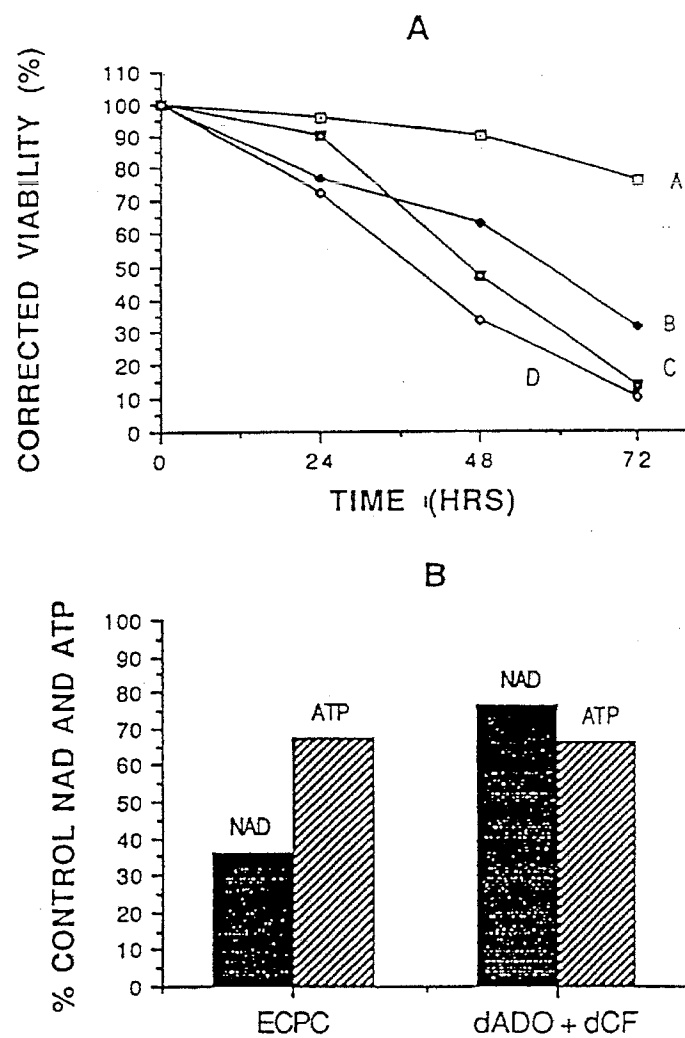 A
CORRECTED VIABILITY (%)
110
100
90
80
70
60
50
40
30
20
10
0
A
B
C
D
0 24 48 72
TIME (HRS)
B
% CONTROL NAD AND ATP
100
90
80
70
60
50
40
30
20
10
0
NAD
ATP
NAD
ATP
ECPC dADO + dCF